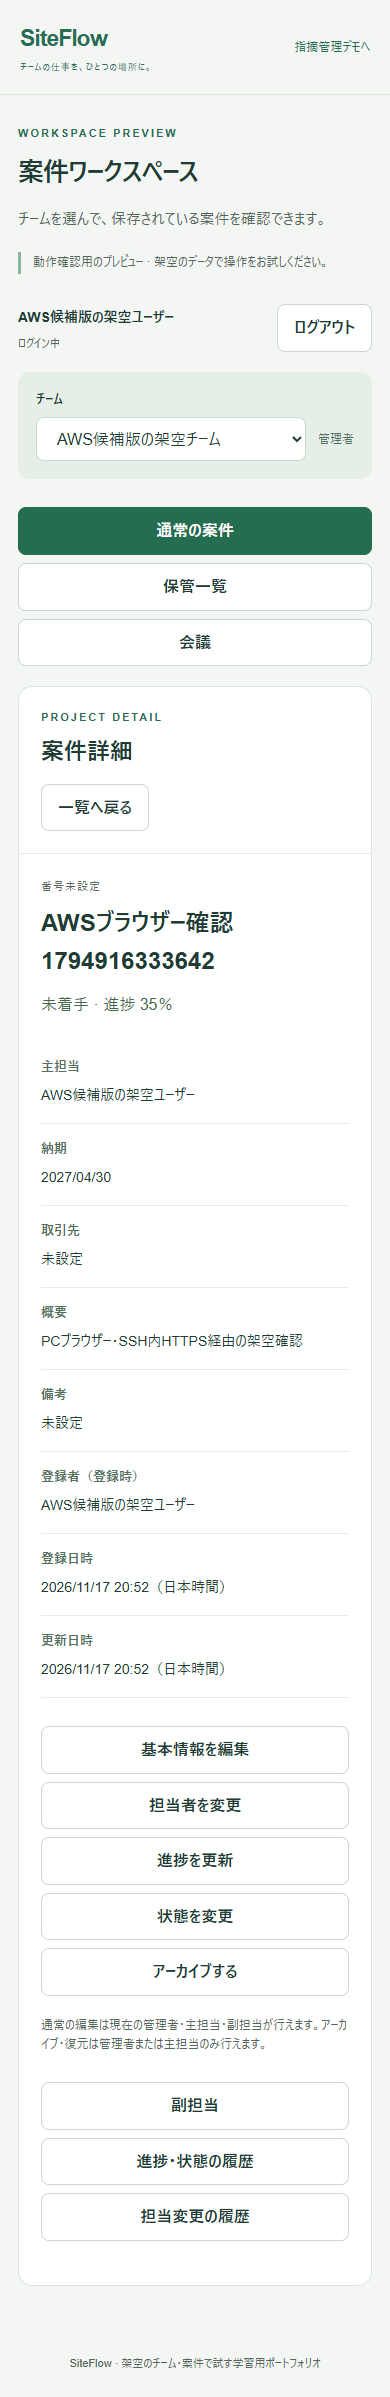 SiteFlow
チームの仕事を、ひとつの場所に。
指摘管理デモへ
WORKSPACE PREVIEW
案件ワークスペース
チームを選んで、保存されている案件を確認できます。
動作確認用のプレビュー · 架空のデータで操作をお試しください。
AWS候補版の架空ユーザー
ログイン中
ログアウト
チーム
AWS候補版の架空チーム
管理者
通常の案件
保管一覧
会議
PROJECT DETAIL
案件詳細
一覧へ戻る
番号未設定
AWSブラウザー確認
1794916333642
未着手 · 進捗 35%
主担当
AWS候補版の架空ユーザー
納期
2027/04/30
取引先
未設定
概要
PCブラウザー・SSH内HTTPS経由の架空確認
備考
未設定
登録者（登録時）
AWS候補版の架空ユーザー
登録日時
2026/11/17 20:52（日本時間）
更新日時
2026/11/17 20:52（日本時間）
基本情報を編集
担当者を変更
進捗を更新
状態を変更
アーカイブする
通常の編集は現在の管理者・主担当・副担当が行えます。アーカ
イブ・復元は管理者または主担当のみ行えます。
副担当
進捗・状態の履歴
担当変更の履歴
SiteFlow · 架空のチーム・案件で試す学習用ポートフォリオ